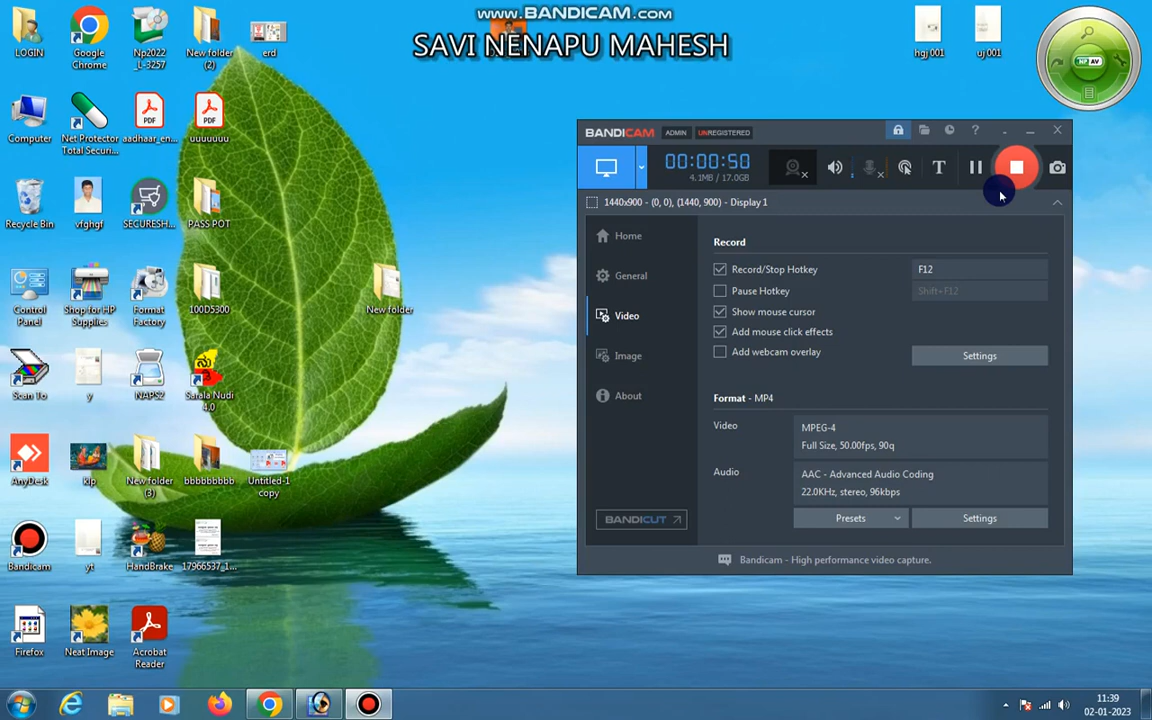 www.BANDICAM.com
SAVI NENAPU MAHESH
LOGIN
Google Chrome
Np2022_L-3257
New folder (2)
erd
hgj 001
uj 001
NP AV
Computer
Net Protector Total Securi...
aadhaar_en...
uuuuuu
Recycle Bin
vfghgf
SECURESH...
PASS POT
Control Panel
Shop for HP Supplies
Format Factory
100D5300
New folder
Scan To
y
NAPS2
Sarala Nudi 4.0
AnyDesk
klp
New folder (3)
bbbbbbbbb
Untitled-1 copy
Bandicam
yt
HandBrake
17966537_1...
Firefox
Neat Image
Acrobat Reader
BANDICAM ADMIN UNREGISTERED
00:00:50
4.1MB / 17.0GB
1440x900 - (0, 0), (1440, 900) - Display 1
Home
General
Video
Image
About
BANDICUT
Record
Record/Stop Hotkey F12
Pause Hotkey Shift+F12
Show mouse cursor
Add mouse click effects
Add webcam overlay
Settings
Format - MP4
Video
MPEG-4
Full Size, 50.00fps, 90q
Audio
AAC - Advanced Audio Coding
22.0KHz, stereo, 96kbps
Presets
Settings
Bandicam - High performance video capture.
11:39
02-01-2023